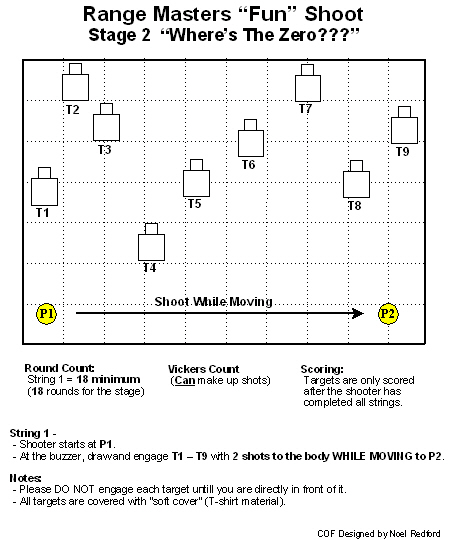 Range Masters “Fun” Shoot
Stage 2 “Where's The Zero???”
T2
T7
T3
T9
T6
T1
T5
T8
T4
Shoot While Moving
P1
P2
Round Count:
String 1 = 18 minimum
(18 rounds for the stage)
Vickers Count
(Can make up shots)
Scoring:
Targets are only scored
after the shooter has
completed all strings.
String 1 -
- Shooter starts at P1.
- At the buzzer, drawand engage T1 – T9 with 2 shots to the body WHILE MOVING to P2.
Notes:
- Please DO NOT engage each target untill you are directly in front of it.
- All targets are covered with "soft cover" (T-shirt material).
COF Designed by Noel Redford